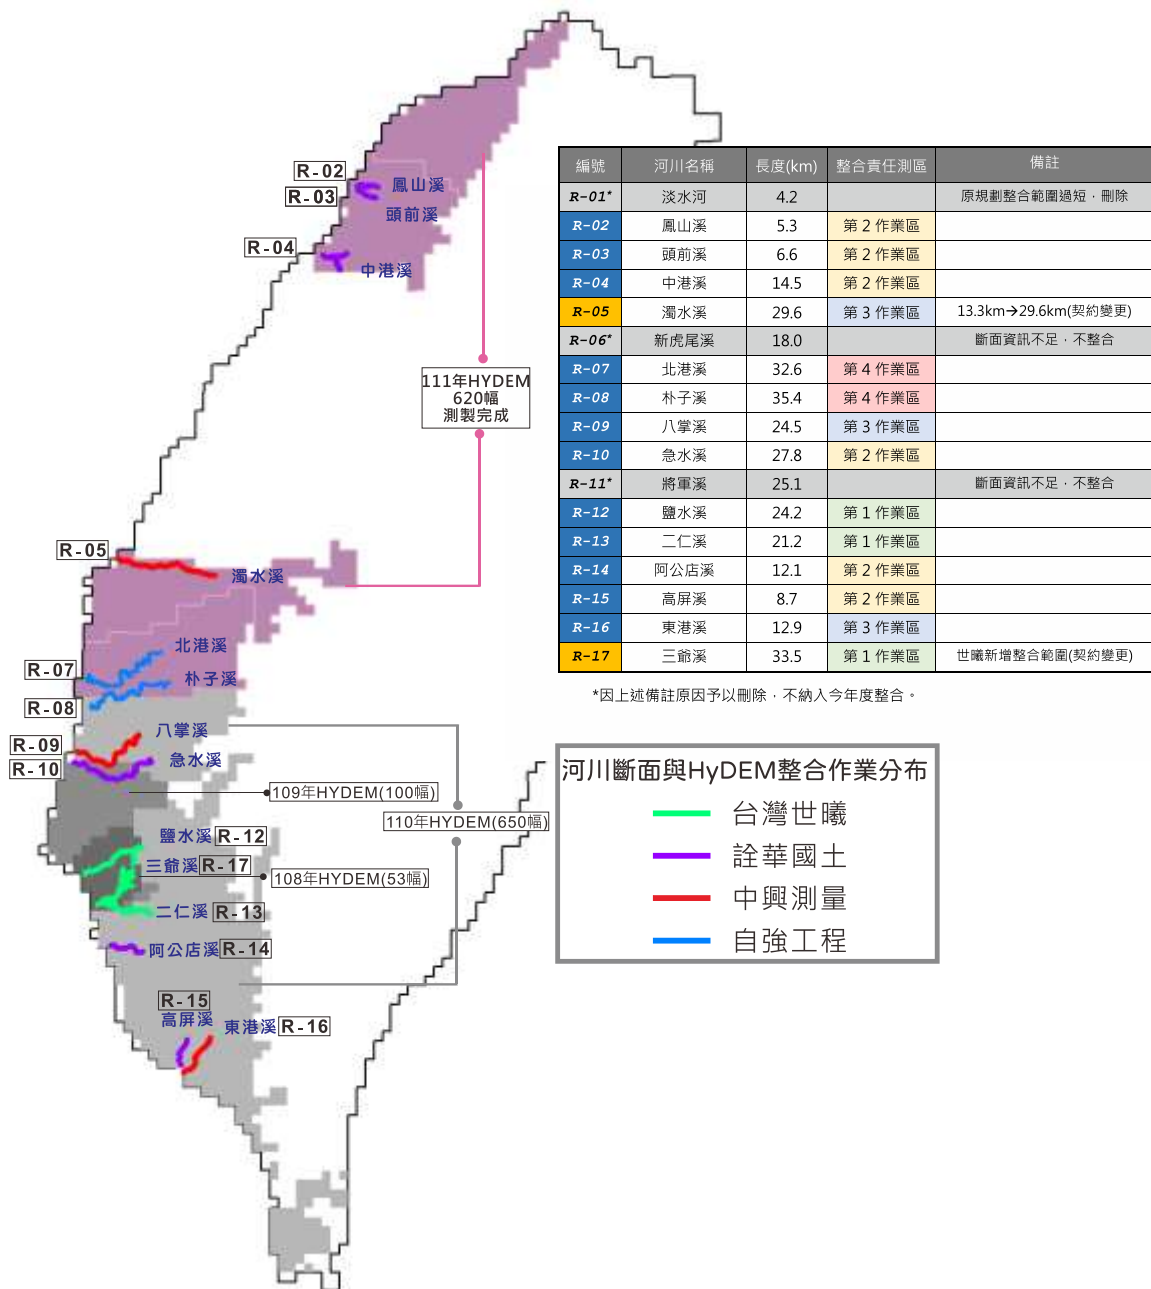 編號 河川名稱 長度(km) 整合責任測區 備註
R-01* 淡水河 4.2 原規劃整合範圍過短，刪除
R-02 鳳山溪 5.3 第 2 作業區
R-03 頭前溪 6.6 第 2 作業區
R-04 中港溪 14.5 第 2 作業區
R-05 濁水溪 29.6 第 3 作業區 13.3km→29.6km(契約變更)
R-06* 新虎尾溪 18.0 斷面資訊不足，不整合
R-07 北港溪 32.6 第 4 作業區
R-08 朴子溪 35.4 第 4 作業區
R-09 八掌溪 24.5 第 3 作業區
R-10 急水溪 27.8 第 2 作業區
R-11* 將軍溪 25.1 斷面資訊不足，不整合
R-12 鹽水溪 24.2 第 1 作業區
R-13 二仁溪 21.2 第 1 作業區
R-14 阿公店溪 12.1 第 2 作業區
R-15 高屏溪 8.7 第 2 作業區
R-16 東港溪 12.9 第 3 作業區
R-17 三爺溪 33.5 第 1 作業區 世曦新增整合範圍(契約變更)
*因上述備註原因予以刪除，不納入今年度整合。
R-02
鳳山溪
R-03
頭前溪
R-04
中港溪
111年HYDEM
620幅
測製完成
R-05
濁水溪
北港溪
R-07
朴子溪
R-08
八掌溪
R-09
急水溪
R-10
109年HYDEM(100幅)
110年HYDEM(650幅)
鹽水溪 R-12
三爺溪 R-17
108年HYDEM(53幅)
二仁溪 R-13
阿公店溪 R-14
R-15
高屏溪
東港溪 R-16
河川斷面與HyDEM整合作業分布
台灣世曦
詮華國土
中興測量
自強工程